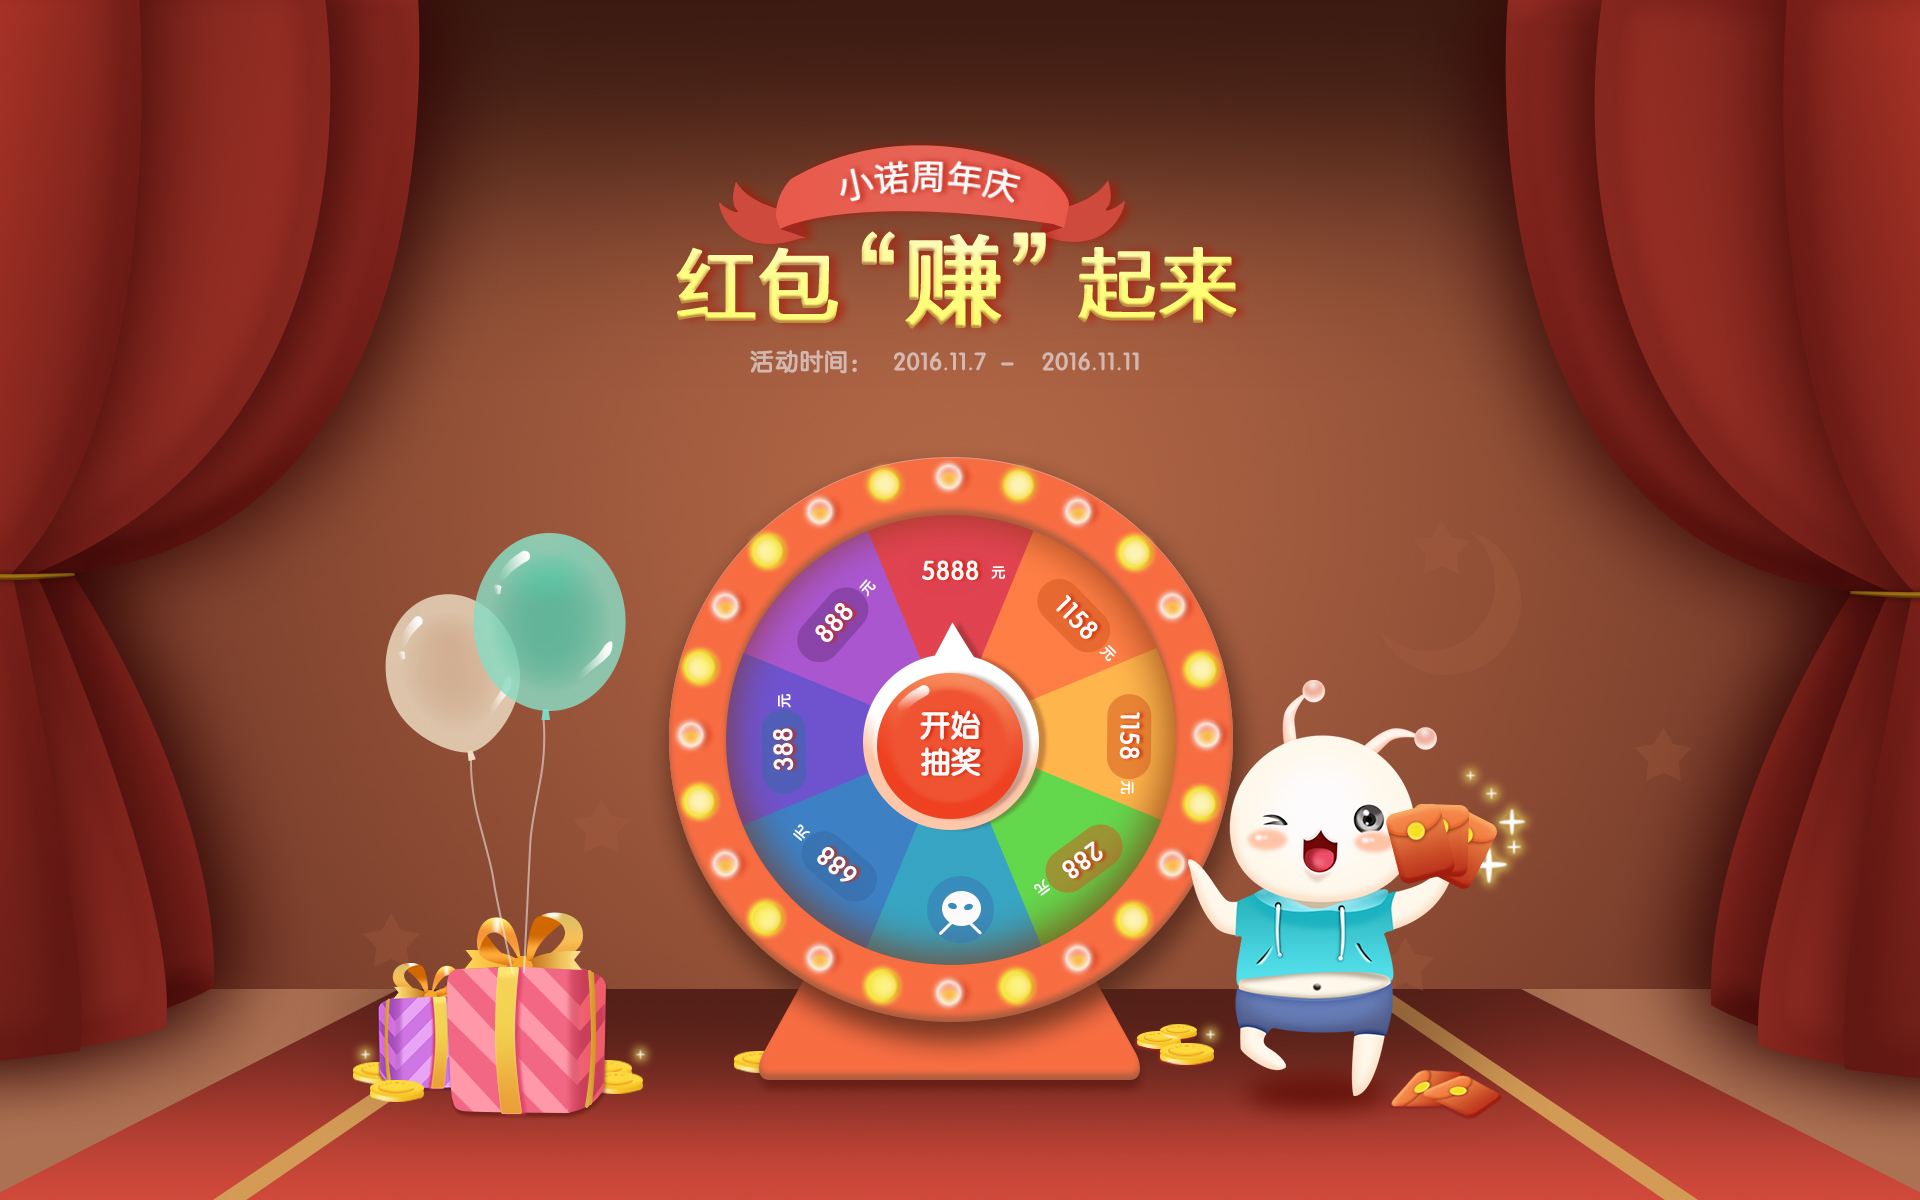 小诺周年庆
红包“赚”起来
活动时间： 2016.11.7 - 2016.11.11
5888 元
1158 元
1158 元
288 元
688 元
388 元
888 元
开始
抽奖